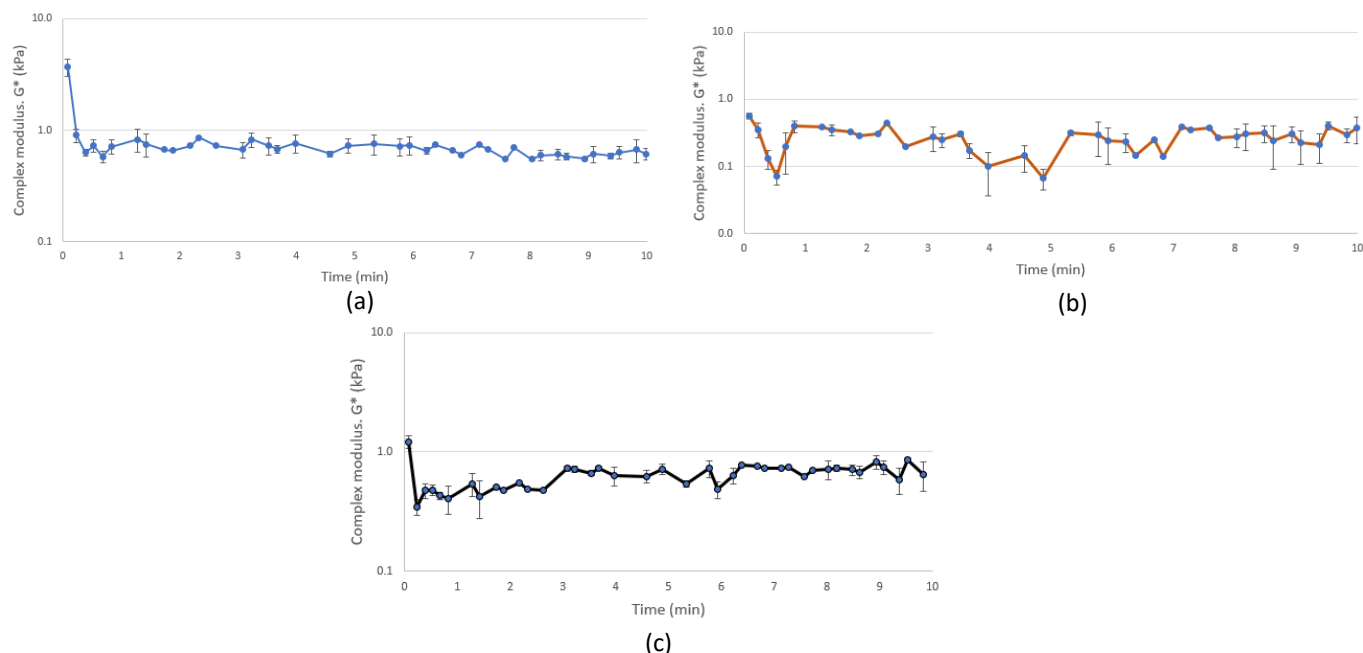 10.0
1.0
0.1
Complex modulus. G* (kPa)
0 1 2 3 4 5 6 7 8 9 10
Time (min)
(a)
10.0
1.0
0.1
0.0
Complex modulus. G* (kPa)
0 1 2 3 4 5 6 7 8 9 10
Time (min)
(b)
10.0
1.0
0.1
Complex modulus. G* (kPa)
0 1 2 3 4 5 6 7 8 9 10
Time (min)
(c)